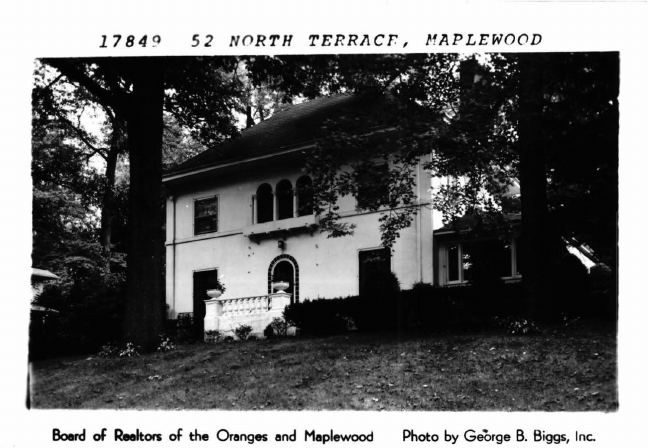 17849 52 NORTH TERRACE, MAPLEWOOD
Board of Realtors of the Oranges and Maplewood Photo by George B. Biggs, Inc.